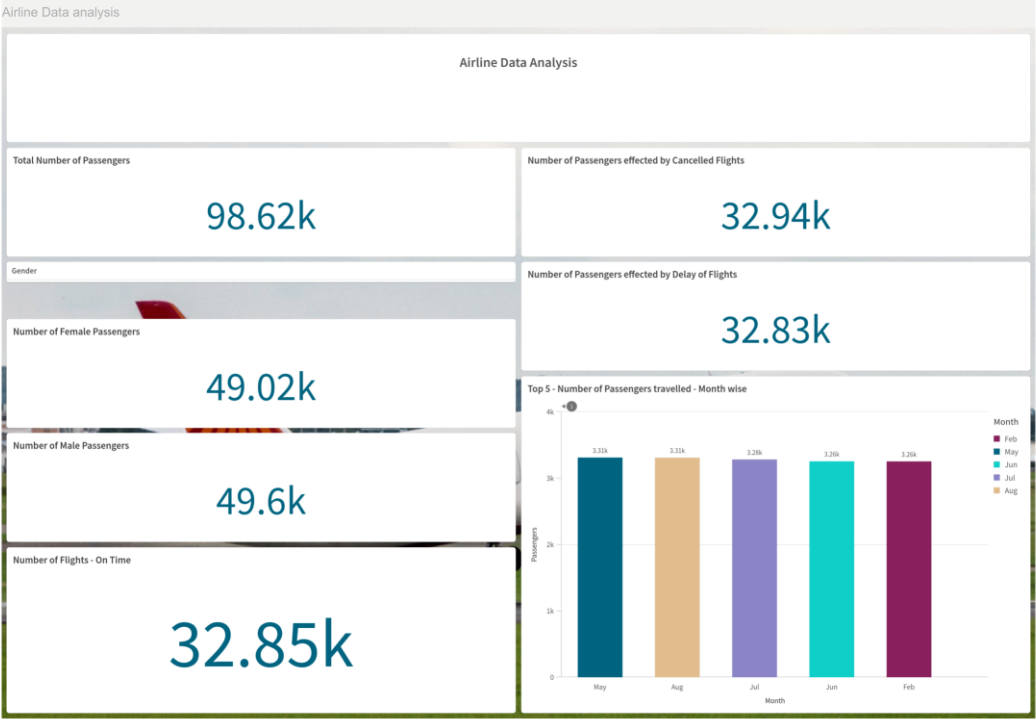 Airline Data analysis
Airline Data Analysis
Total Number of Passengers
98.62k
Number of Passengers effected by Cancelled Flights
32.94k
Gender
Number of Passengers effected by Delay of Flights
32.83k
Number of Female Passengers
49.02k
Number of Male Passengers
49.6k
Number of Flights - On Time
32.85k
Top 5 - Number of Passengers travelled - Month wise
4k
3k
2k
1k
0
Passengers
3.31k
3.31k
3.28k
3.26k
3.26k
May
Aug
Jul
Jun
Feb
Month
Month
Feb
May
Jun
Jul
Aug